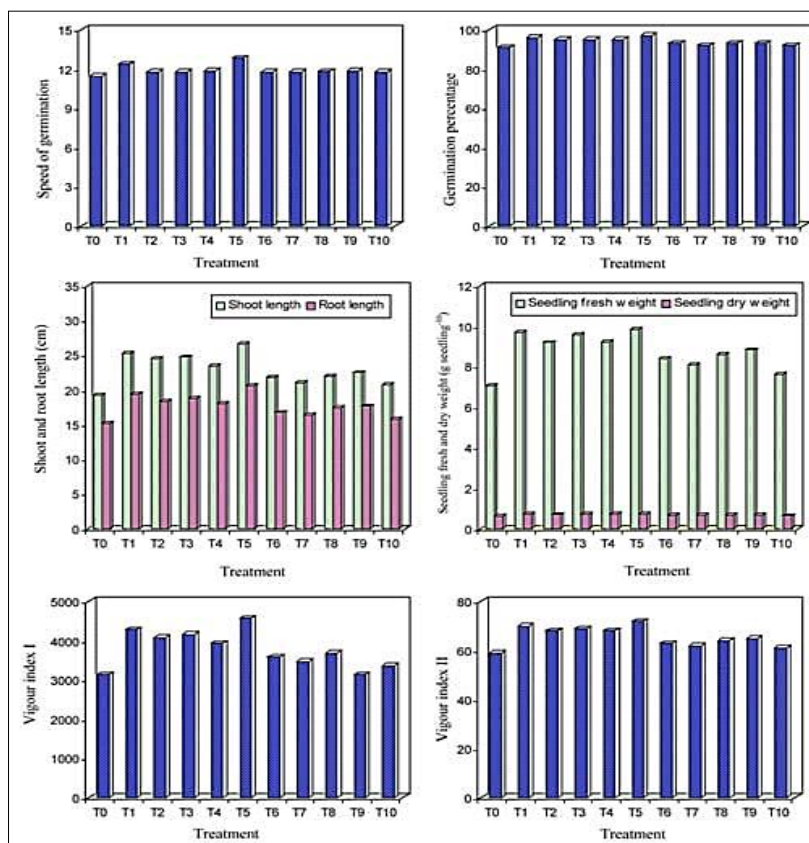 Speed of germination
15
12
9
6
3
0
T0 T1 T2 T3 T4 T5 T6 T7 T8 T9 T10
Treatment
Germination percentage
100
80
60
40
20
0
T0 T1 T2 T3 T4 T5 T6 T7 T8 T9 T10
Treatment
Shoot and root length (cm)
35
30
25
20
15
10
5
0
Shoot length Root length
T0 T1 T2 T3 T4 T5 T6 T7 T8 T9 T10
Treatment
Seedling fresh and dry weight (g seedling⁻¹⁰)
12
10
8
6
4
2
0
Seedling fresh weight Seedling dry weight
T0 T1 T2 T3 T4 T5 T6 T7 T8 T9 T10
Treatment
Vigour index I
5000
4000
3000
2000
1000
0
T0 T1 T2 T3 T4 T5 T6 T7 T8 T9 T10
Treatment
Vigour index II
80
60
40
20
0
T0 T1 T2 T3 T4 T5 T6 T7 T8 T9 T10
Treatment